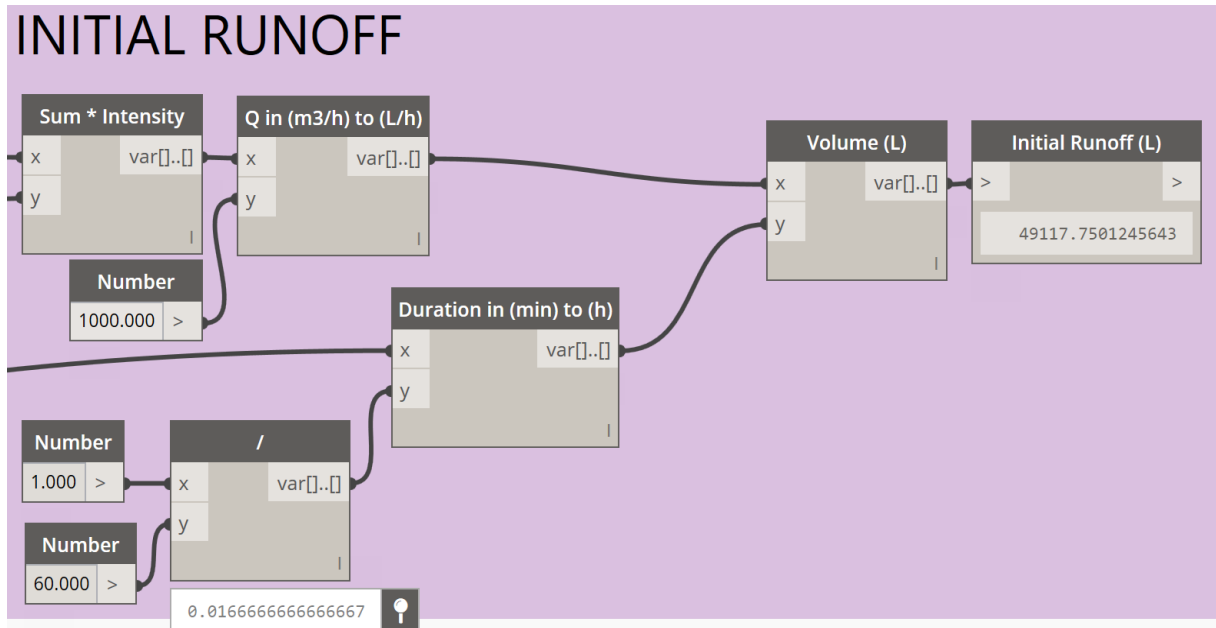 INITIAL RUNOFF
Sum * Intensity
x
var[]..[]
y
l
Q in (m3/h) to (L/h)
x
var[]..[]
y
l
Number
1000.000 >
Duration in (min) to (h)
x
var[]..[]
y
l
Volume (L)
x
var[]..[]
y
l
Initial Runoff (L)
> >
49117.7501245643
Number
1.000 >
Number
60.000 >
/
x
var[]..[]
y
l
0.0166666666666667